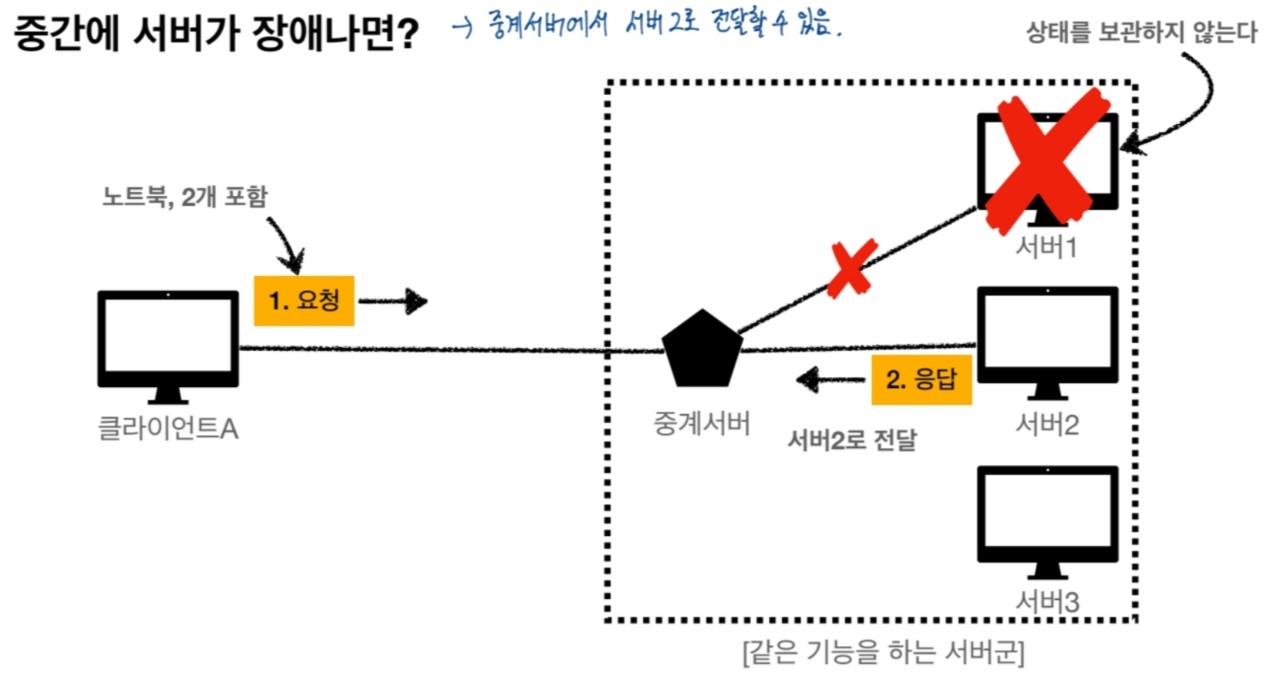 중간에 서버가 장애나면?
→ 중계서버에서 서버2로 전달할 수 있음.
상태를 보관하지 않는다
노트북, 2개 포함
1. 요청
서버1
클라이언트A
중계서버
2. 응답
서버2로 전달
서버2
서버3
[같은 기능을 하는 서버군]